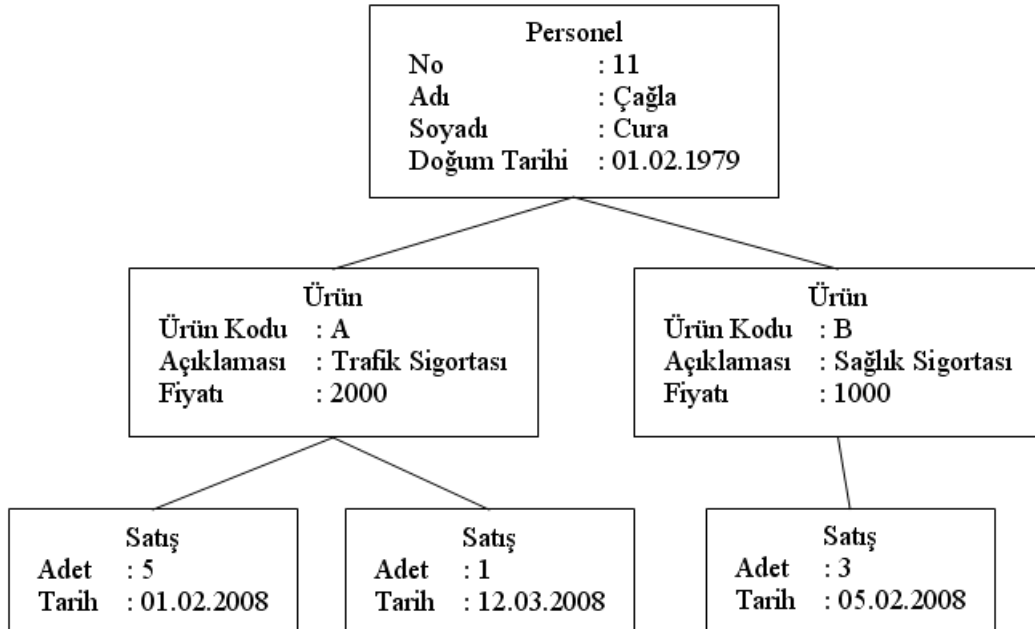 Personel
No : 11
Adı : Çağla
Soyadı : Cura
Doğum Tarihi : 01.02.1979
Ürün
Ürün Kodu : A
Açıklaması : Trafik Sigortası
Fiyatı : 2000
Ürün
Ürün Kodu : B
Açıklaması : Sağlık Sigortası
Fiyatı : 1000
Satış
Adet : 5
Tarih : 01.02.2008
Satış
Adet : 1
Tarih : 12.03.2008
Satış
Adet : 3
Tarih : 05.02.2008